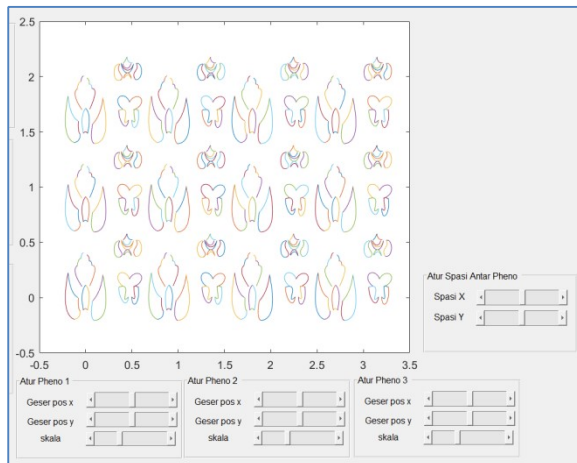 2.5
2
1.5
1
0.5
0
-0.5
-0.5 0 0.5 1 1.5 2 2.5 3 3.5
Atur Spasi Antar Pheno
Spasi X
Spasi Y
Atur Pheno 1
Geser pos x
Geser pos y
skala
Atur Pheno 2
Geser pos x
Geser pos y
skala
Atur Pheno 3
Geser pos x
Geser pos y
skala